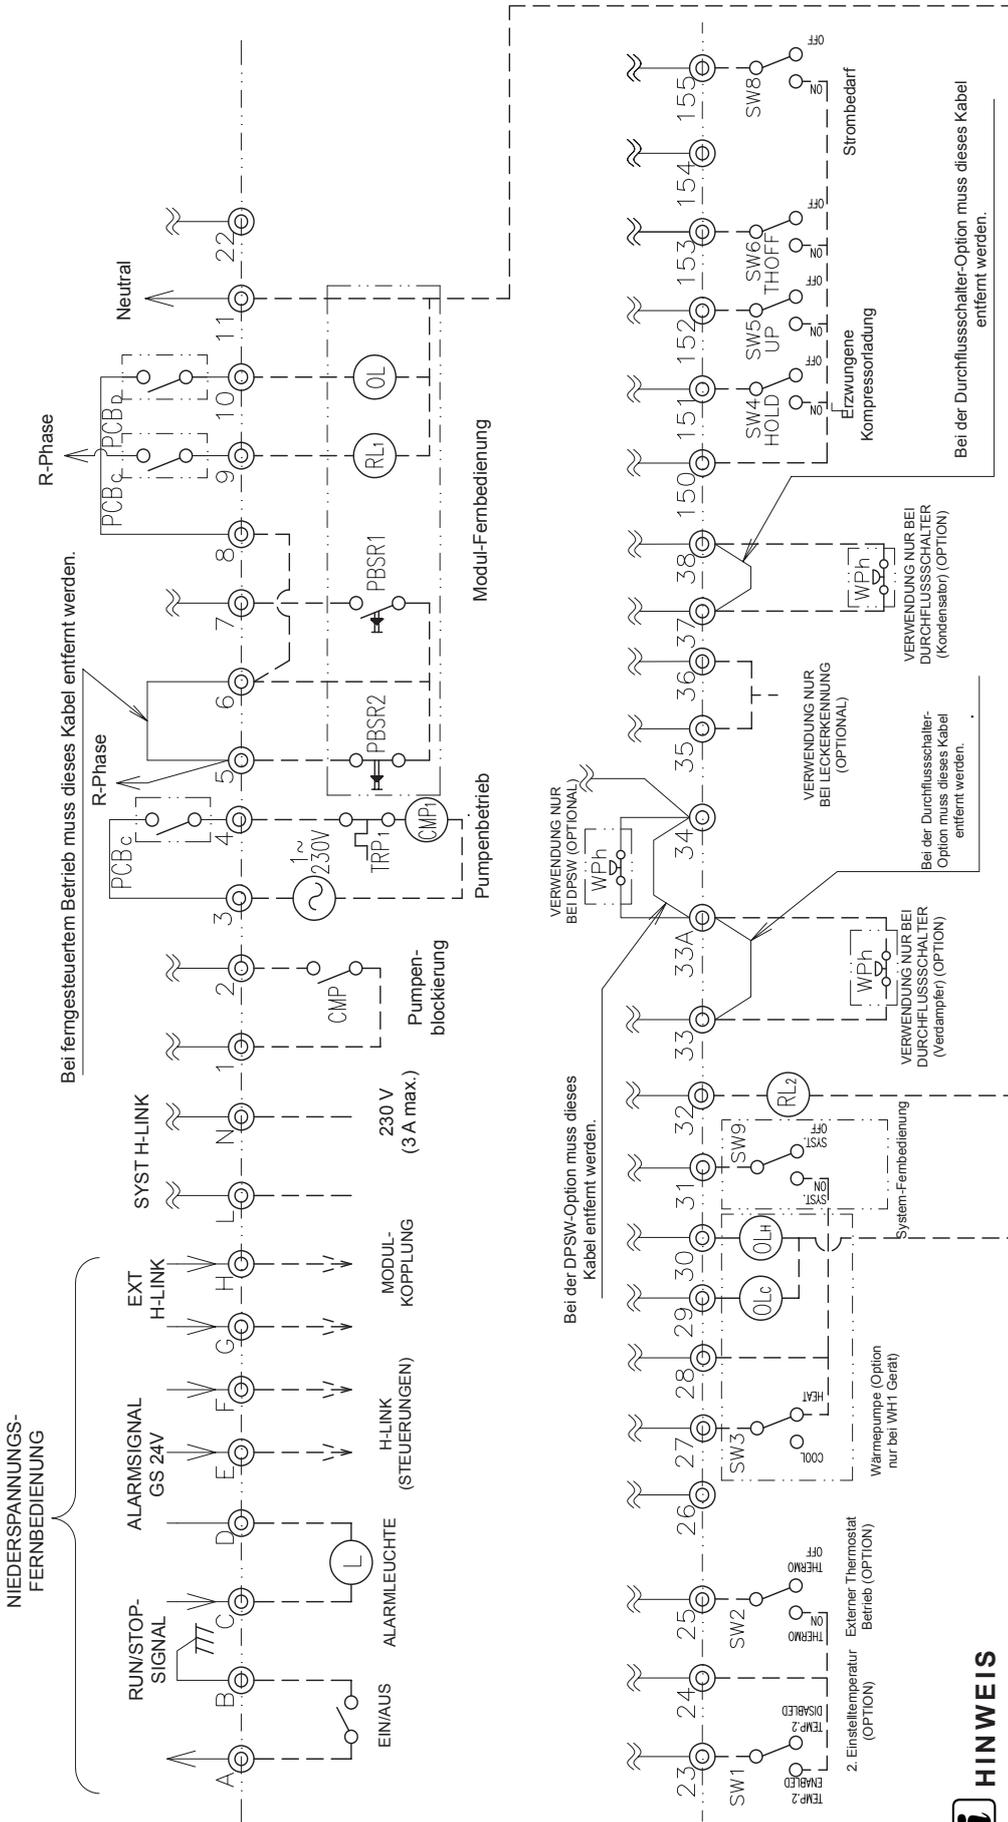 NIEDERSPANNUNGS-
FERNBEDIENUNG
RUN/STOP-
SIGNAL
ALARMSIGNAL
GS 24V
EXT
H-LINK
SYST H-LINK
A
B
C
D
E
F
G
H
L
N
1
2
3
4
5
6
7
8
9
10
11
22
EIN/AUS
L
ALARMLEUCHTE
H-LINK
(STEUERUNGEN)
MODUL-
KOPPLUNG
230 V
(3 A max.)
CMP
Pumpen-
blockierung
PCBC
1~
230V
TRP1
CMP1
Pumpenbetrieb
Bei ferngesteuertem Betrieb muss dieses Kabel entfernt werden.
R-Phase
PBSR2
PBSR1
R-Phase
PCBC
PCBD
RL1
OL
Neutral
Modul-Fernbedienung
23
24
25
26
27
28
29
30
31
32
33
33A
34
35
36
37
38
150
151
152
153
154
155
SW1
TEMP.2
ENABLED
TEMP.2
DISABLED
2. Einstelltemperatur
(OPTION)
SW2
THERMO
ON
THERMO
OFF
Externer Thermostat
Betrieb (OPTION)
SW3
COOL
HEAT
OLC
OLH
Wärmepumpe (Option
nur bei WH1 Gerät)
SW9
SYST.
ON
SYST.
OFF
System-Fernbedienung
RL2
Bei der DPSW-Option muss dieses
Kabel entfernt werden.
VERWENDUNG NUR
BEI DPSW (OPTIONAL)
WPh
WPh
VERWENDUNG NUR BEI
DURCHFLUSSSCHALTER
(Verdampfer) (OPTION)
Bei der Durchflussschalter-
Option muss dieses Kabel
entfernt werden.
VERWENDUNG NUR
BEI LECKERKENNUNG
(OPTIONAL)
WPh
VERWENDUNG NUR BEI
DURCHFLUSSSCHALTER
(Kondensator) (OPTION)
Bei der Durchflussschalter-Option muss dieses Kabel
entfernt werden.
SW4
HOLD
ON
OFF
SW5
UP
ON
OFF
SW6
THOFF
ON
OFF
Erzwungene
Kompressorladung
SW8
ON
OFF
Strombedarf
i HINWEIS